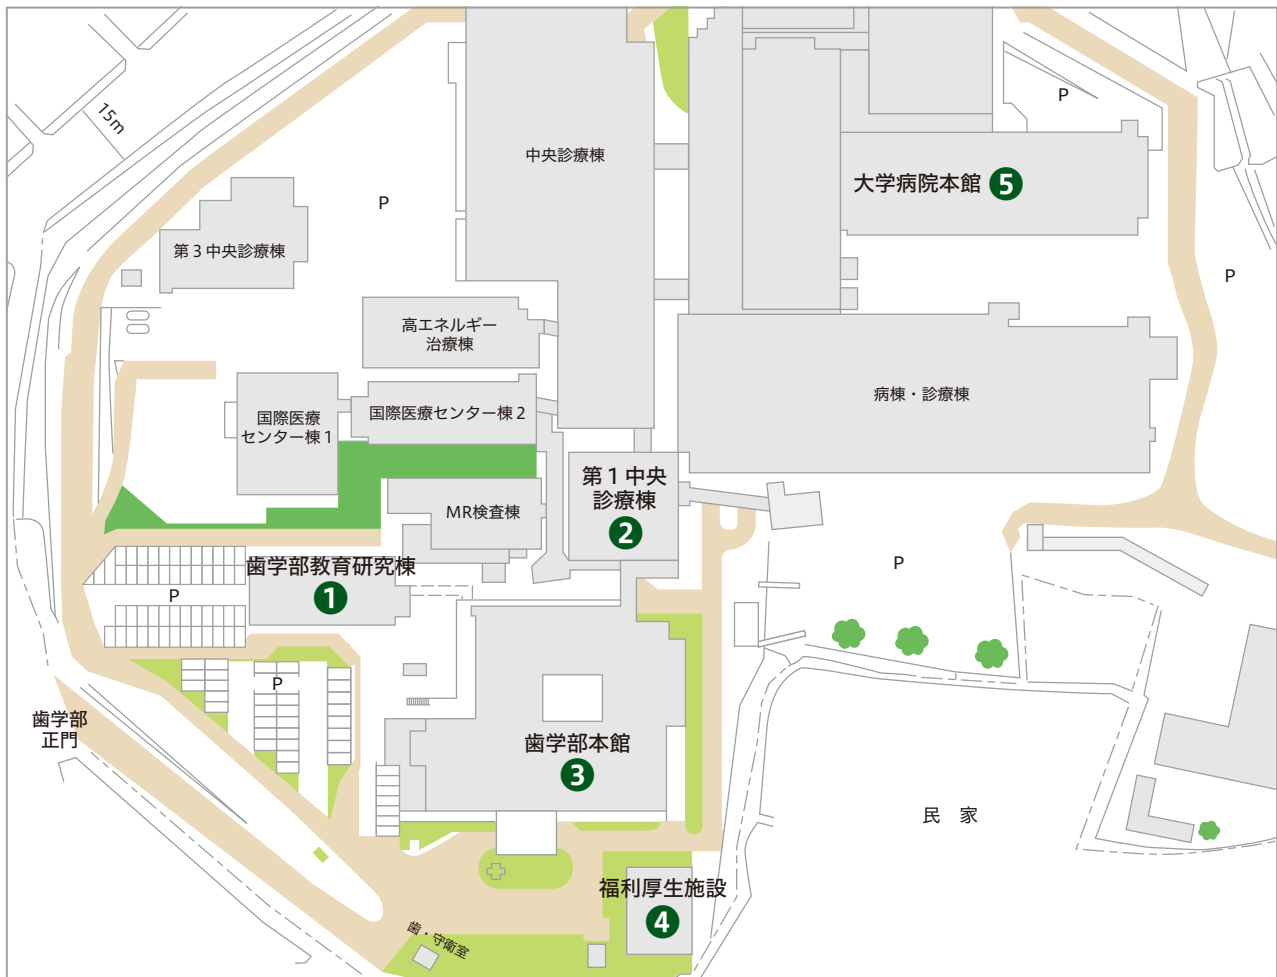 P
15m
中央診療棟
大学病院本館 5
P
第3中央診療棟
P
高エネルギー
治療棟
病棟・診療棟
国際医療
センター棟1
国際医療センター棟2
第1中央
診療棟
2
MR検査棟
P
歯学部教育研究棟
1
P
P
歯学部
正門
歯学部本館
3
民 家
福利厚生施設
4
歯・守衛室